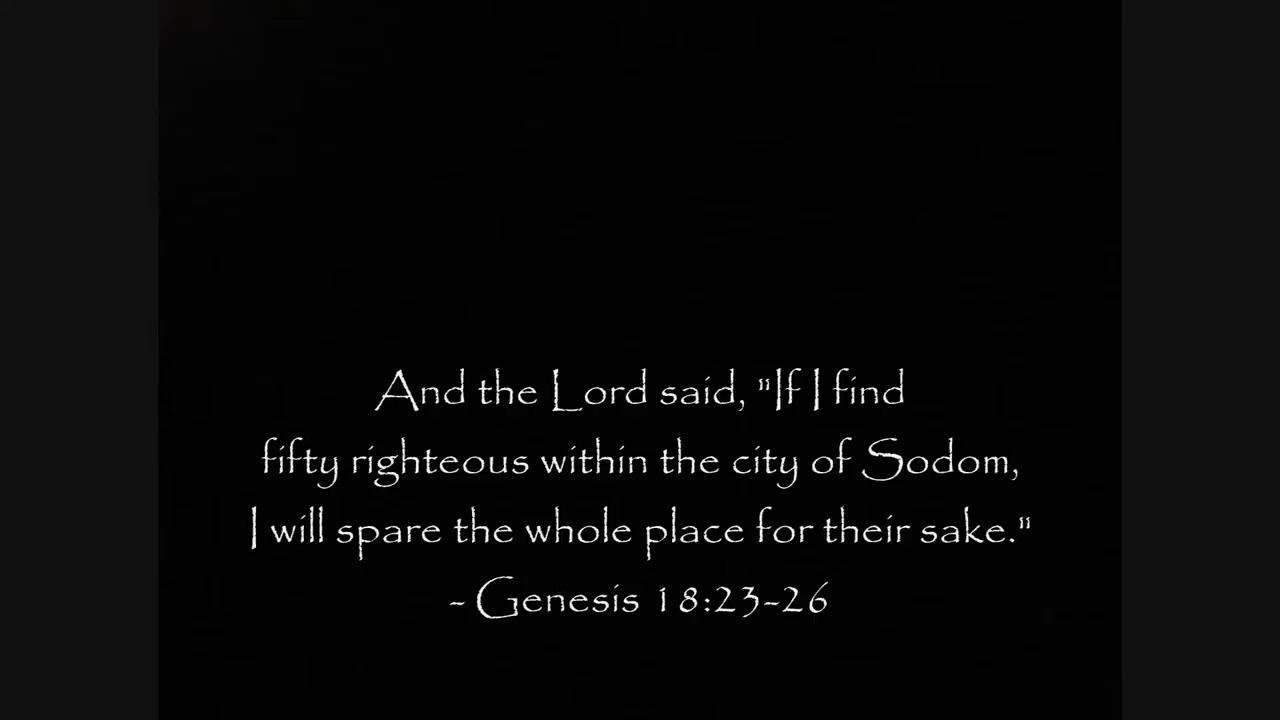 And the Lord said, "If I find
fifty righteous within the city of Sodom,
I will spare the whole place for their sake."
- Genesis 18:23-26